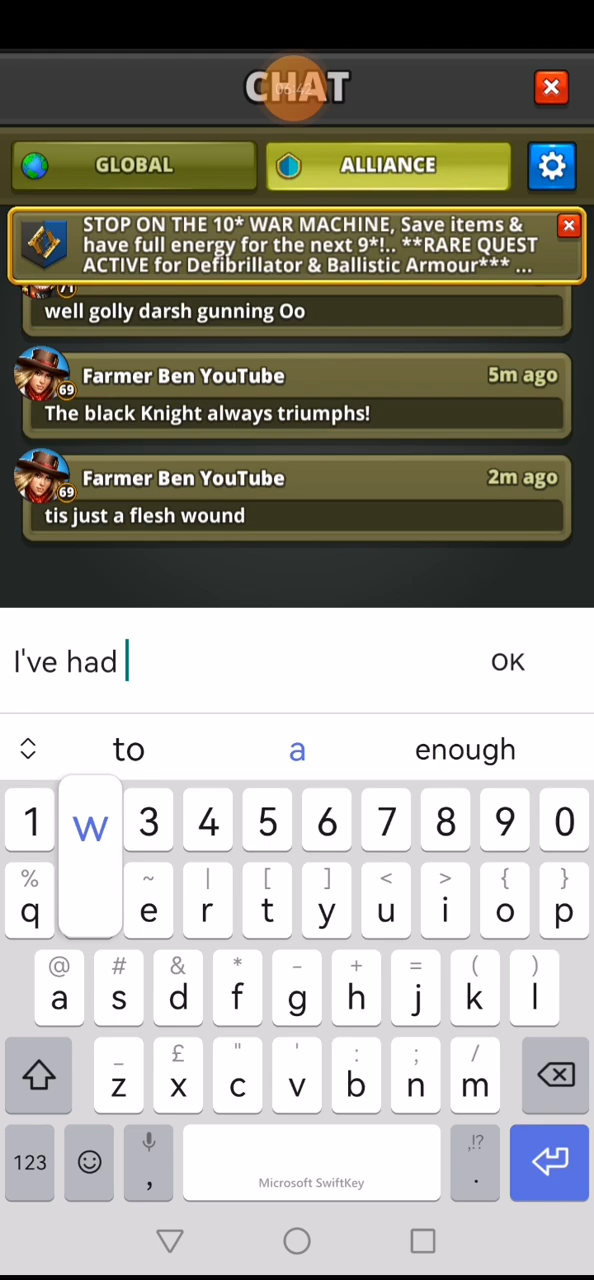 CHAT
06:42
GLOBAL
ALLIANCE
STOP ON THE 10* WAR MACHINE, Save items &
have full energy for the next 9*!.. **RARE QUEST
ACTIVE for Defibrillator & Ballistic Armour*** ...
71
well golly darsh gunning Oo
Farmer Ben YouTube
5m ago
69
The black Knight always triumphs!
Farmer Ben YouTube
2m ago
69
tis just a flesh wound
I've had
OK
to a enough
1 w 3 4 5 6 7 8 9 0
% ~ | [ ] < > { }
q e r t y u i o p
@ # & * - + = ( )
a s d f g h j k l
_ £ " ' : ; /
z x c v b n m
,!?
123 , Microsoft SwiftKey .